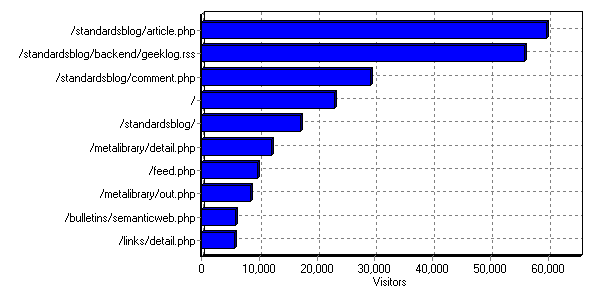 /standardsblog/article.php
/standardsblog/backend/geeklog.rss
/standardsblog/comment.php
/
/standardsblog/
/metalibrary/detail.php
/feed.php
/metalibrary/out.php
/bulletins/semanticweb.php
/links/detail.php
0 10,000 20,000 30,000 40,000 50,000 60,000
Visitors